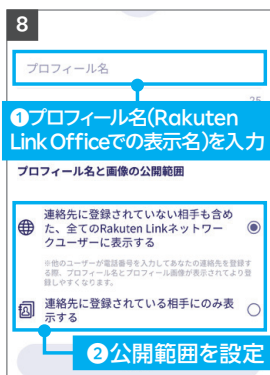 8
プロフィール名
25
❶プロフィール名(Rakuten
Link Officeでの表示名)を入力
プロフィール名と画像の公開範囲
連絡先に登録されていない相手も含め
た、全てのRakuten Linkネットワー
クユーザーに表示する
※他のユーザーが電話番号を入力してあなたの連絡先を登録す
る際、プロフィール名とプロフィール画像が表示されてより登
録しやすくなります。
連絡先に登録されている相手にのみ表
示する
❷公開範囲を設定